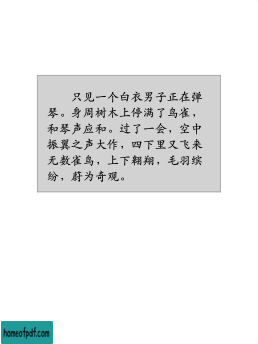 只见一个白衣男子正在弹
琴。身周树木上停满了鸟雀，
和琴声应和。过了一会，空中
振翼之声大作，四下里又飞来
无数雀鸟，上下翱翔，毛羽缤
纷，蔚为奇观。
homeofpdf.com